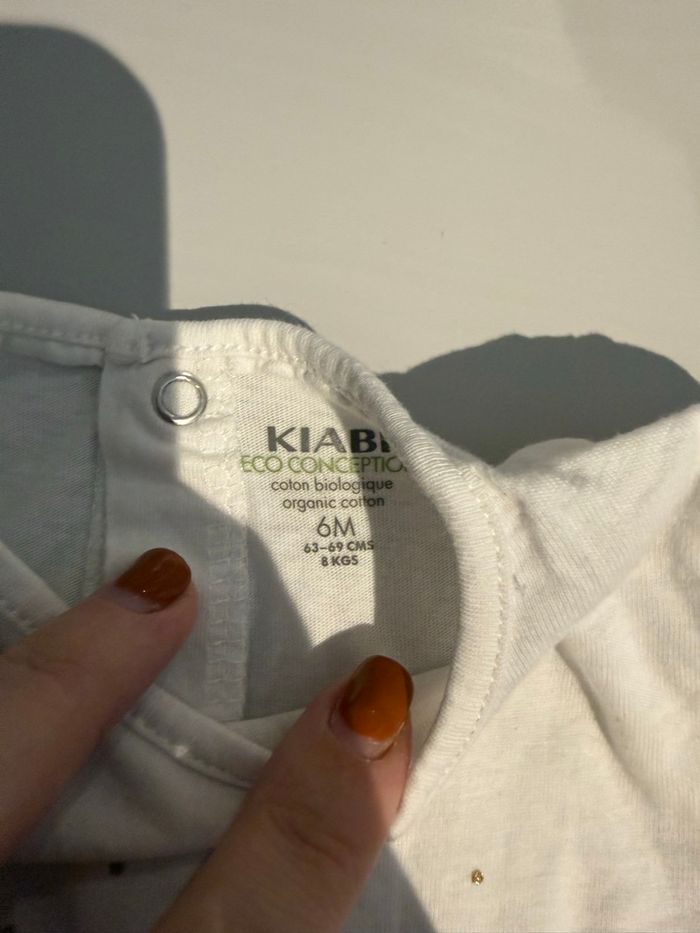 KIABI
ECO CONCEPTIO
coton biologique
organic cotton
6M
63-69 CMS
8 KGS